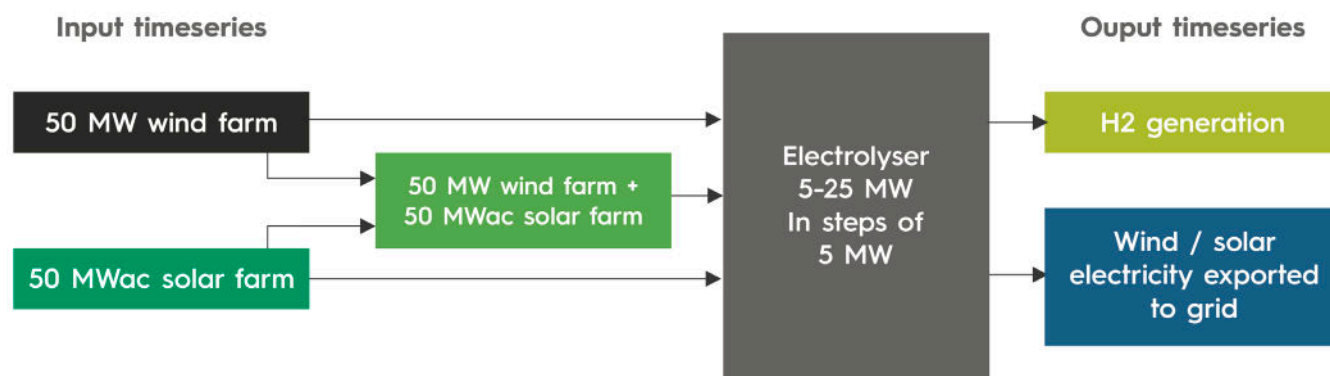 Input timeseries
Ouput timeseries
50 MW wind farm
50 MW wind farm +
50 MWac solar farm
50 MWac solar farm
Electrolyser
5-25 MW
In steps of
5 MW
H2 generation
Wind / solar
electricity exported
to grid